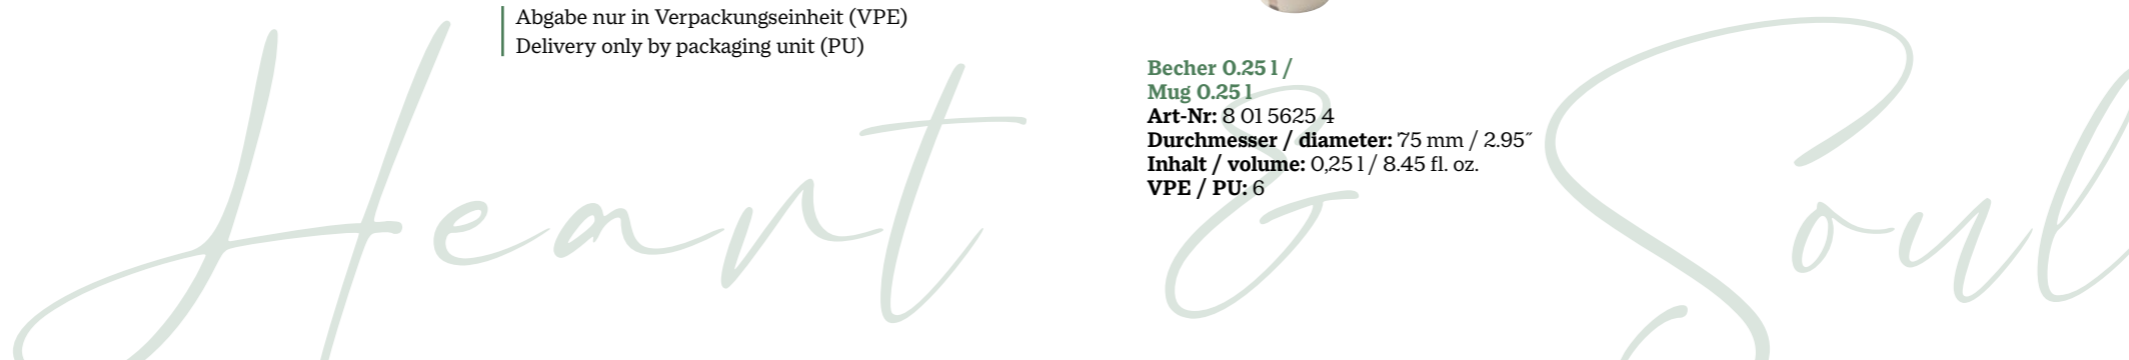 Abgabe nur in Verpackungseinheit (VPE)
Delivery only by packaging unit (PU)
Becher 0.25 l /
Mug 0.25 l
Art-Nr: 8 01 5625 4
Durchmesser / diameter: 75 mm / 2.95″
Inhalt / volume: 0,25 l / 8.45 fl. oz.
VPE / PU: 6
Heart & Soul